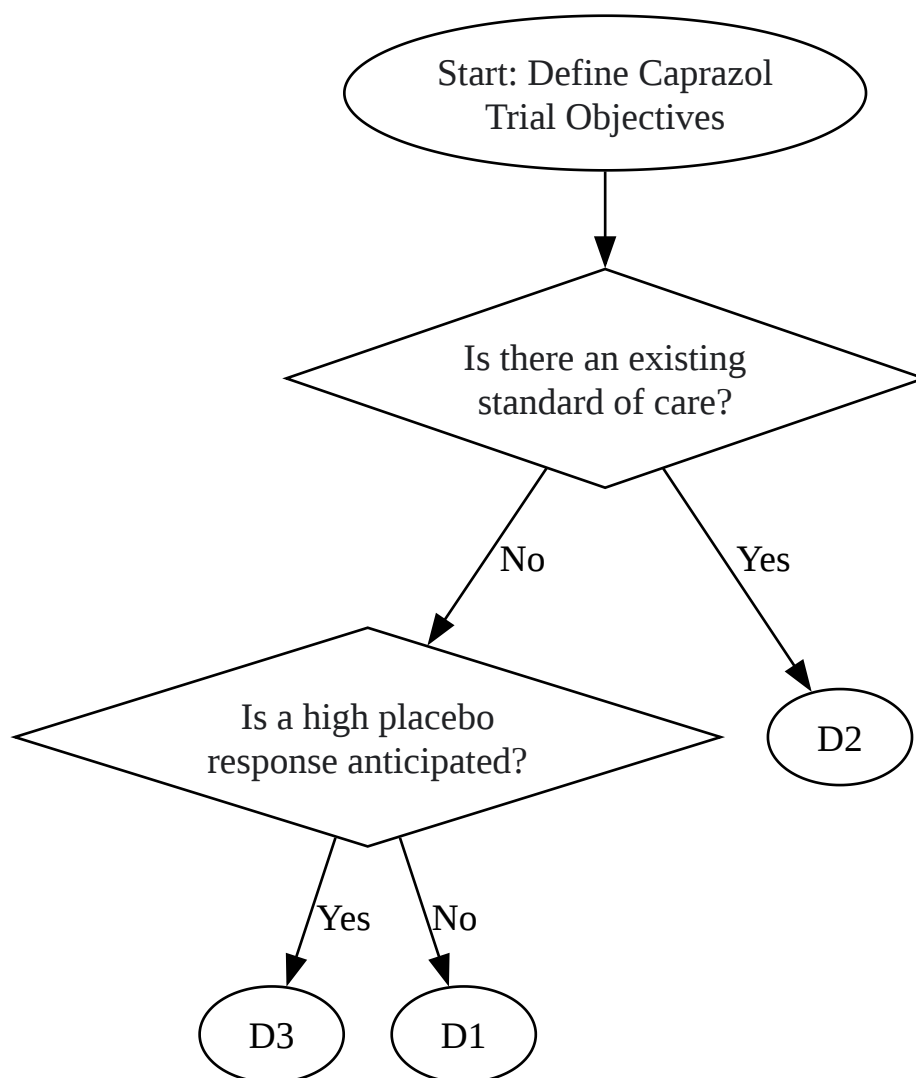 Start: Define Caprazol
Trial Objectives
Is there an existing
standard of care?
No
Yes
Is a high placebo
response anticipated?
D2
Yes
No
D3
D1